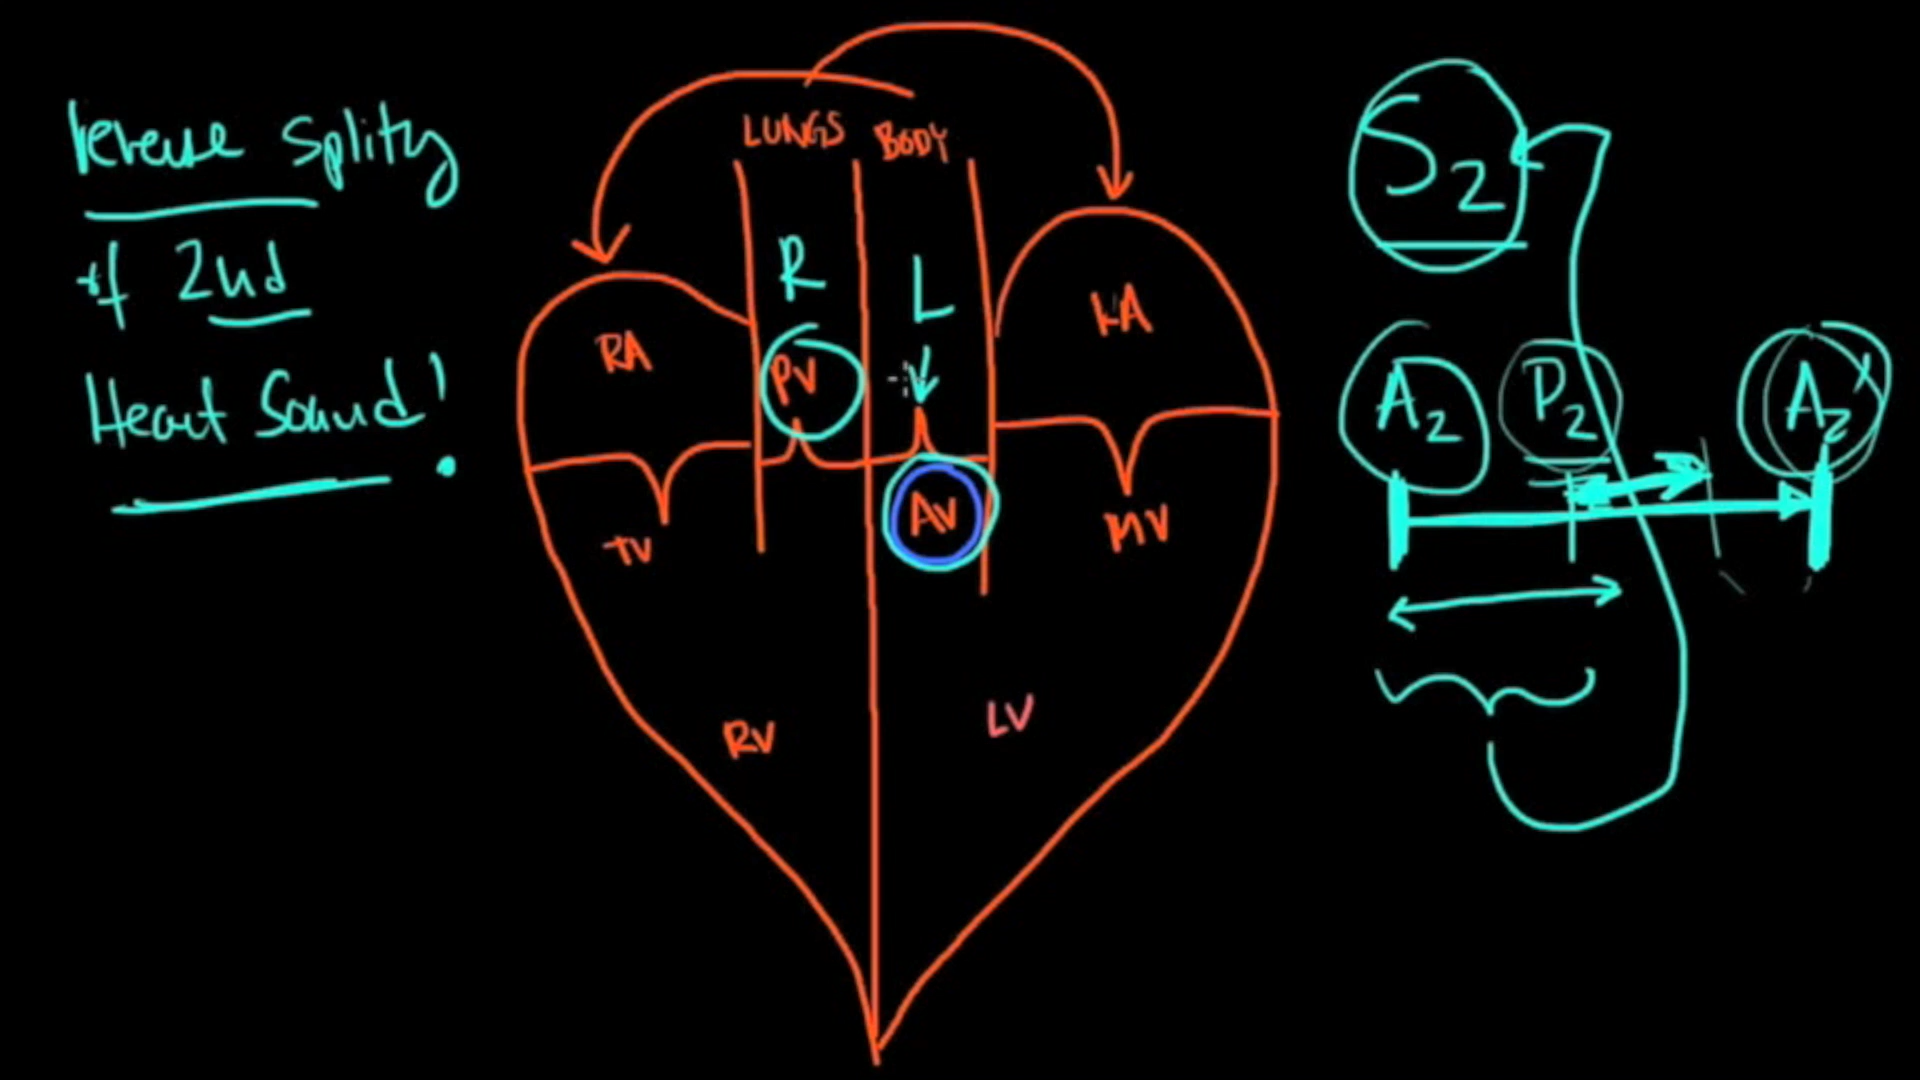 reverse splitg
of 2nd
Heart Sound!
LUNGS BODY
R L
RA PV LA
TV AV MV
RV LV
S2
A2 P2 A2